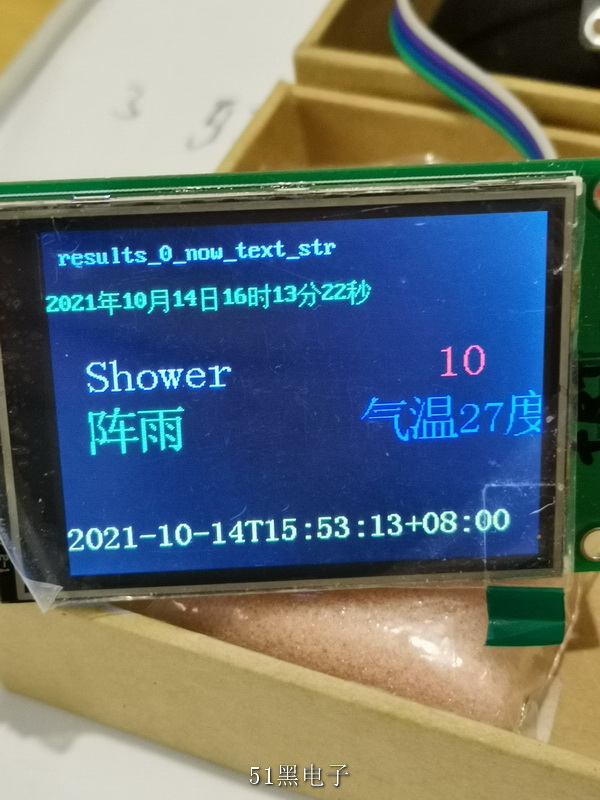 results_0_now_text_str
2021年10月14日16时13分22秒
Shower
10
阵雨
气温27度
2021-10-14T15:53:13+08:00
51黑电子